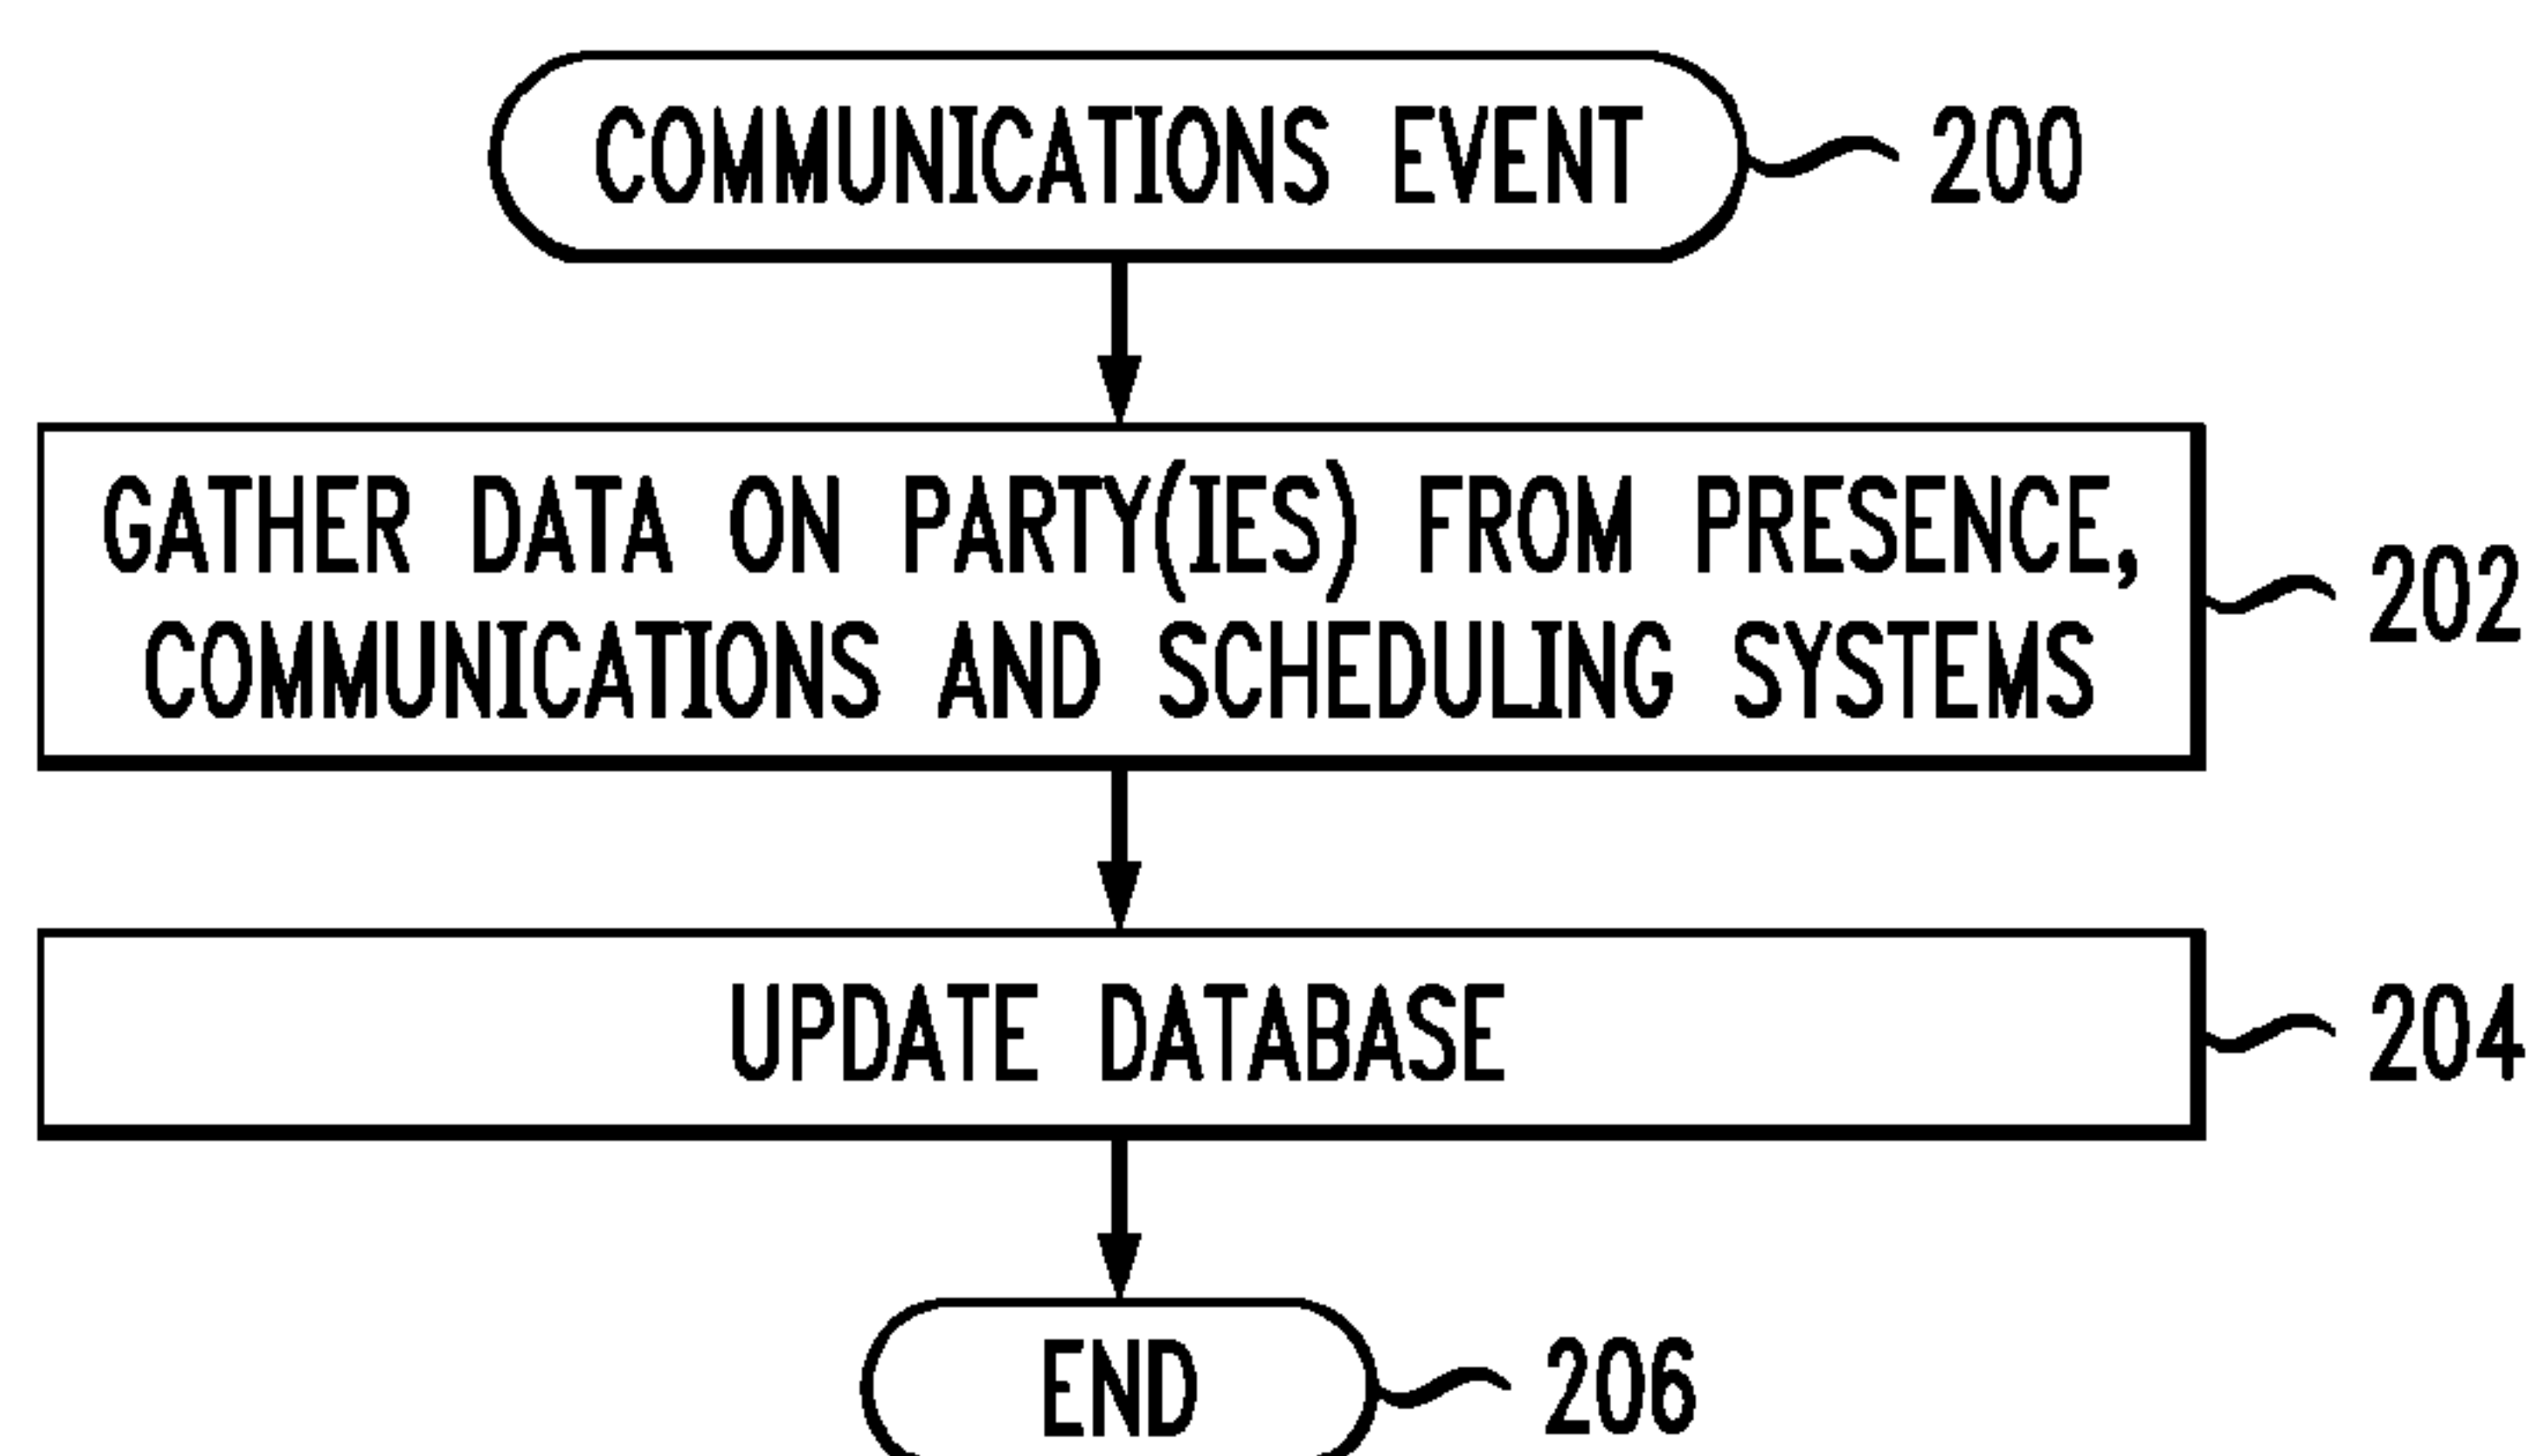 COMMUNICATIONS EVENT 200
GATHER DATA ON PARTY(IES) FROM PRESENCE,
COMMUNICATIONS AND SCHEDULING SYSTEMS
202
UPDATE DATABASE 204
END 206